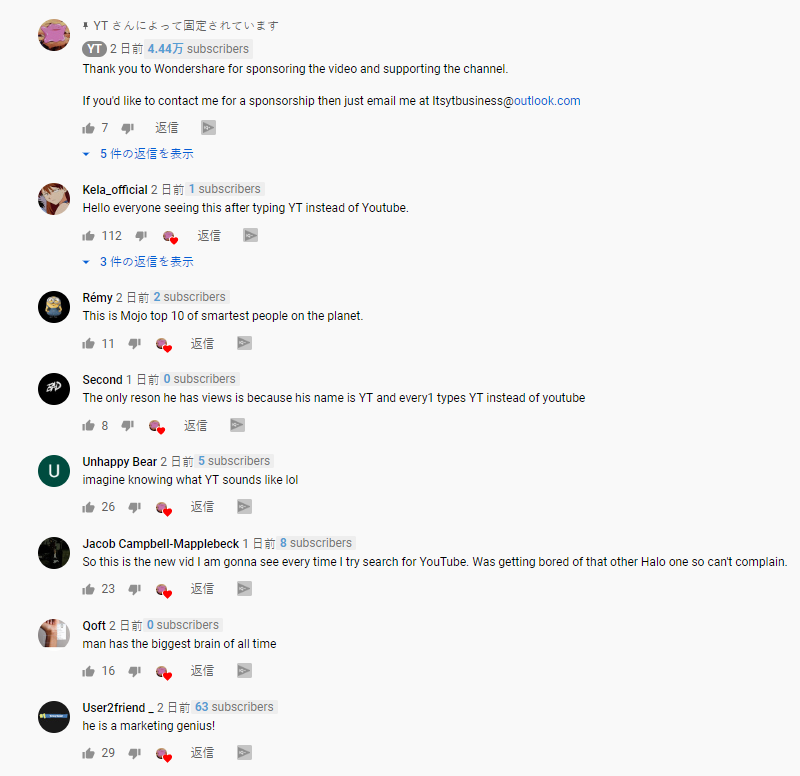 YT さんによって固定されています
YT 2 日前 4.44万 subscribers
Thank you to Wondershare for sponsoring the video and supporting the channel.
If you'd like to contact me for a sponsorship then just email me at Itsytbusiness@outlook.com
7 返信
5 件の返信を表示
Kela_official 2 日前 1 subscribers
Hello everyone seeing this after typing YT instead of Youtube.
112 返信
3 件の返信を表示
Rémy 2 日前 2 subscribers
This is Mojo top 10 of smartest people on the planet.
11 返信
BAD
Second 1 日前 0 subscribers
The only reson he has views is because his name is YT and every1 types YT instead of youtube
8 返信
U
Unhappy Bear 2 日前 5 subscribers
imagine knowing what YT sounds like lol
26 返信
Jacob Campbell-Mapplebeck 1 日前 8 subscribers
So this is the new vid I am gonna see every time I try search for YouTube. Was getting bored of that other Halo one so can't complain.
23 返信
Qoft 2 日前 0 subscribers
man has the biggest brain of all time
16 返信
User2friend _ 2 日前 63 subscribers
he is a marketing genius!
29 返信